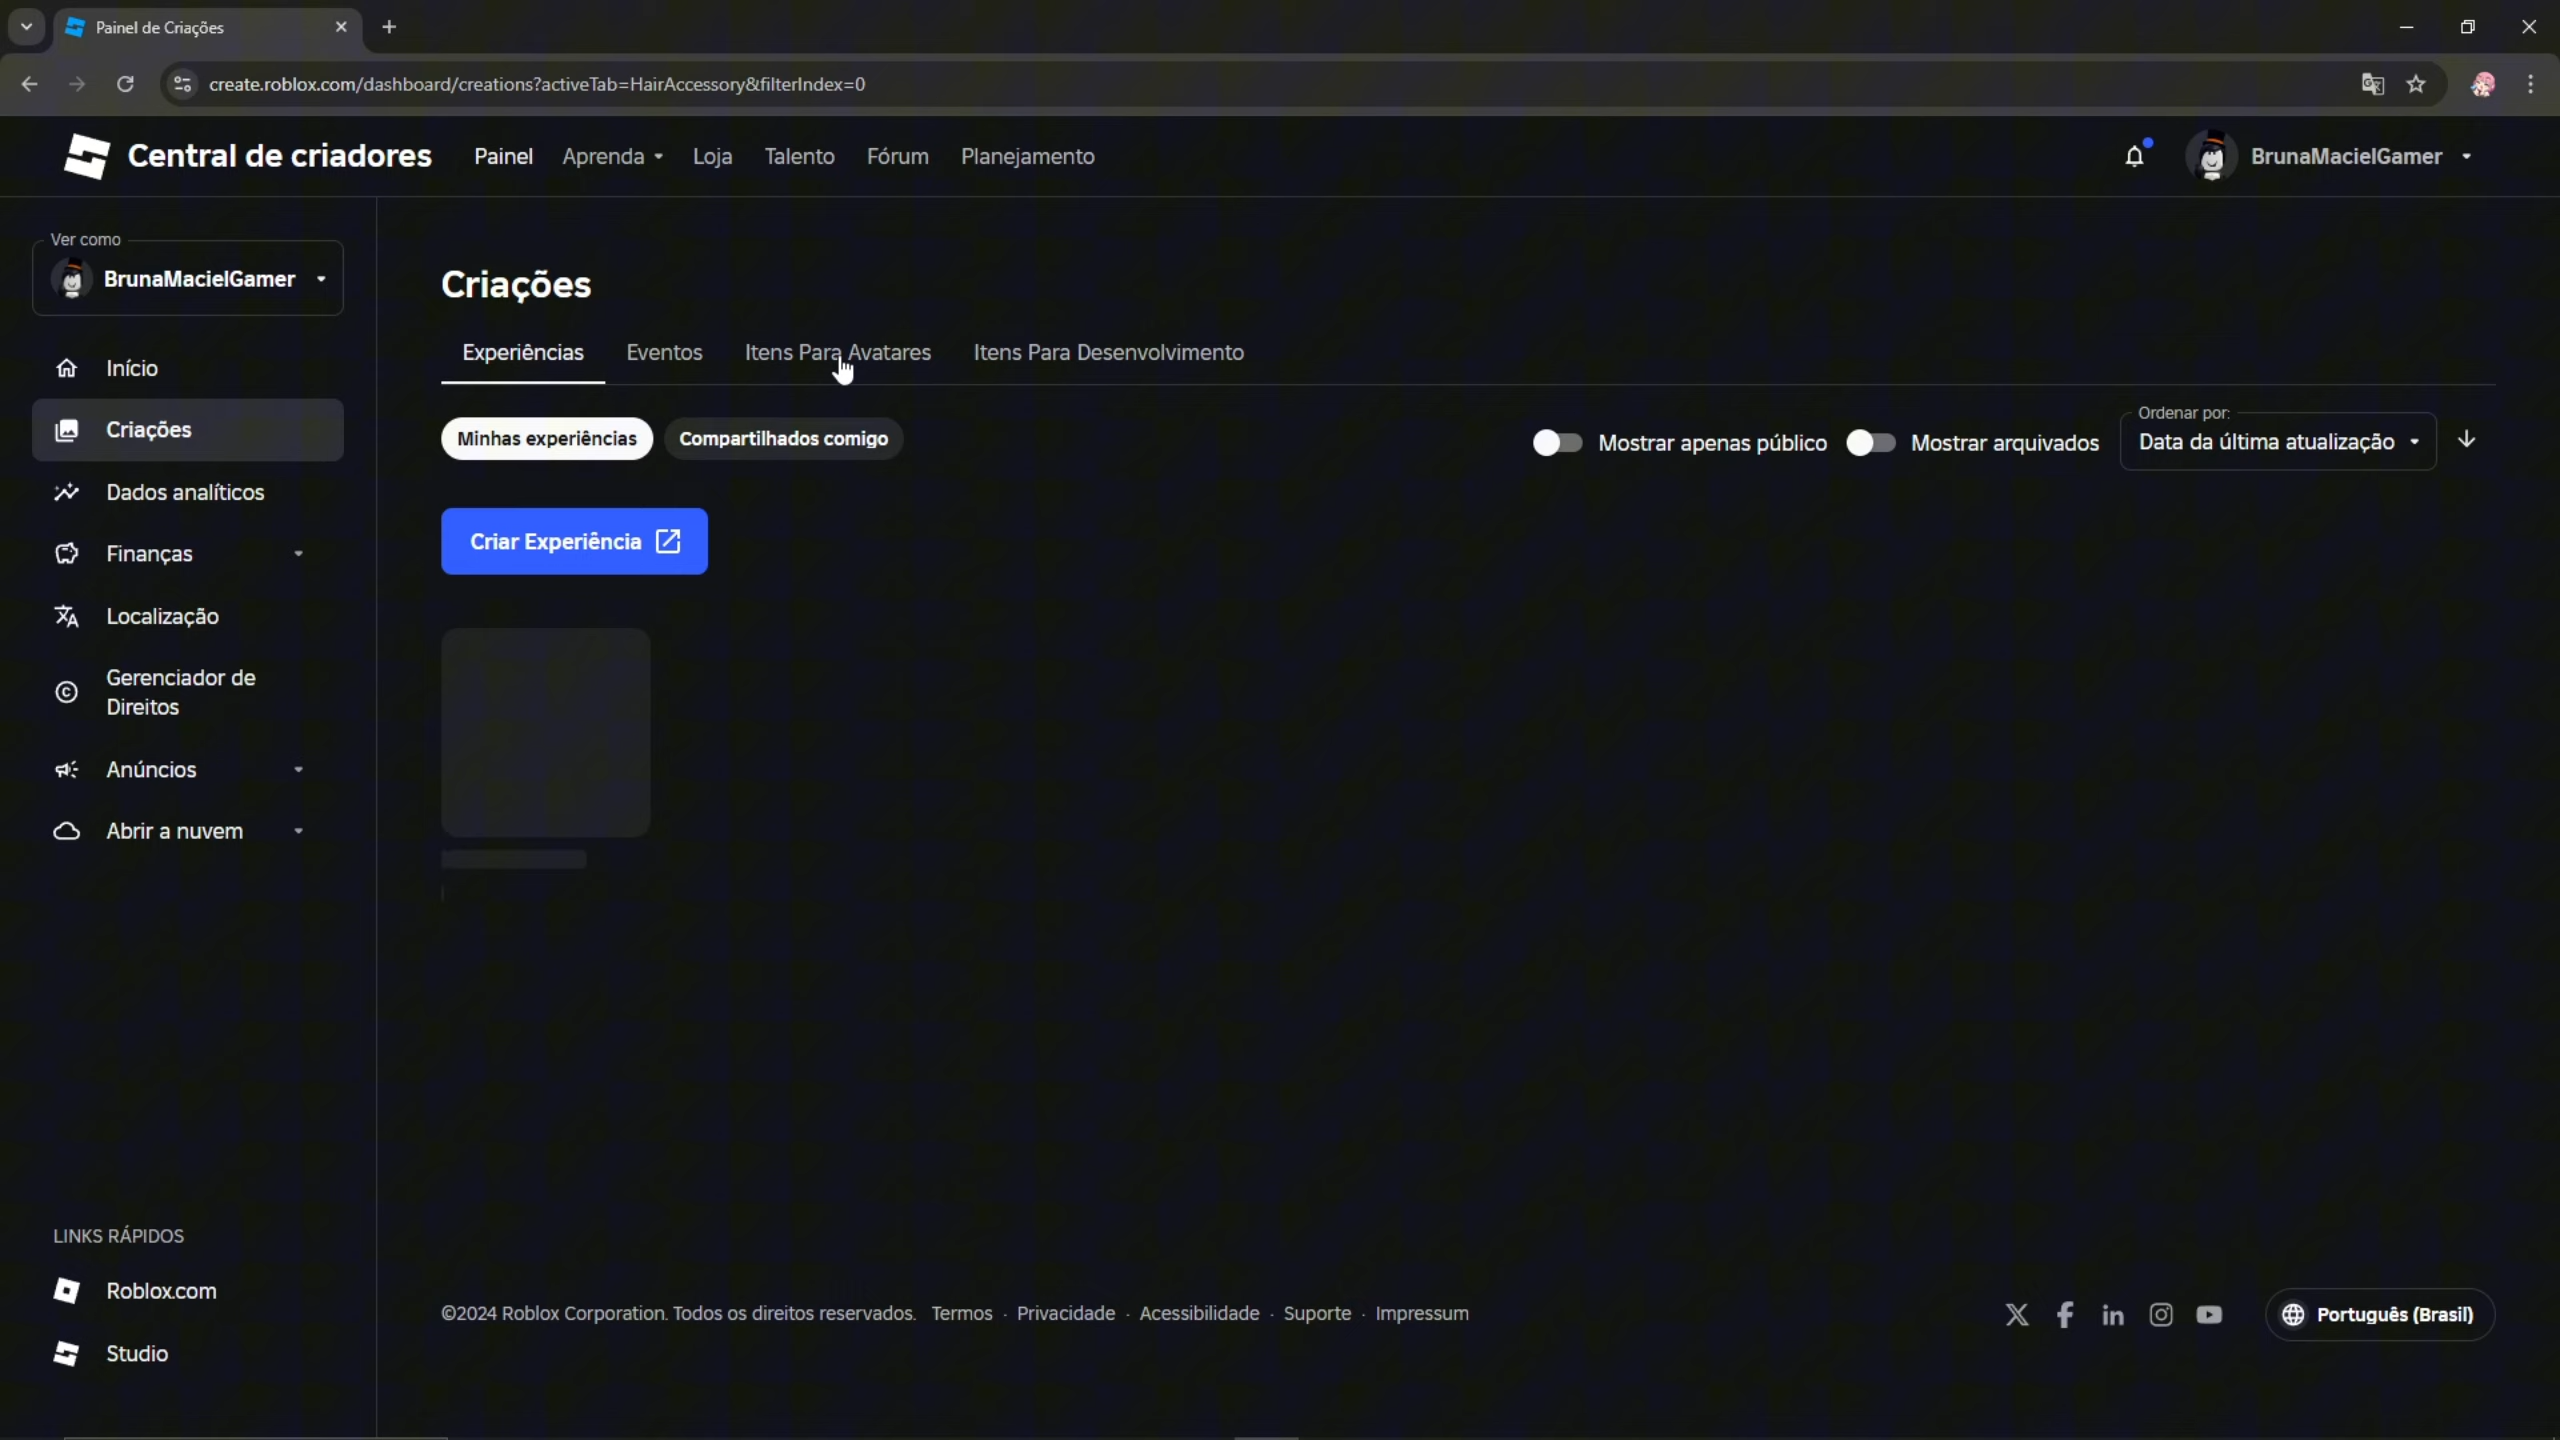 Painel de Criações
create.roblox.com/dashboard/creations?activeTab=HairAccessory&filterIndex=0
Central de criadores
Painel
Aprenda
Loja
Talento
Fórum
Planejamento
BrunaMacielGamer
Ver como
BrunaMacielGamer
Início
Criações
Dados analíticos
Finanças
Localização
Gerenciador de
Direitos
Anúncios
Abrir a nuvem
LINKS RÁPIDOS
Roblox.com
Studio
Criações
Experiências
Eventos
Itens Para Avatares
Itens Para Desenvolvimento
Minhas experiências
Compartilhados comigo
Mostrar apenas público
Mostrar arquivados
Ordenar por:
Data da última atualização
Criar Experiência
©2024 Roblox Corporation. Todos os direitos reservados. Termos · Privacidade · Acessibilidade · Suporte · Impressum
Português (Brasil)